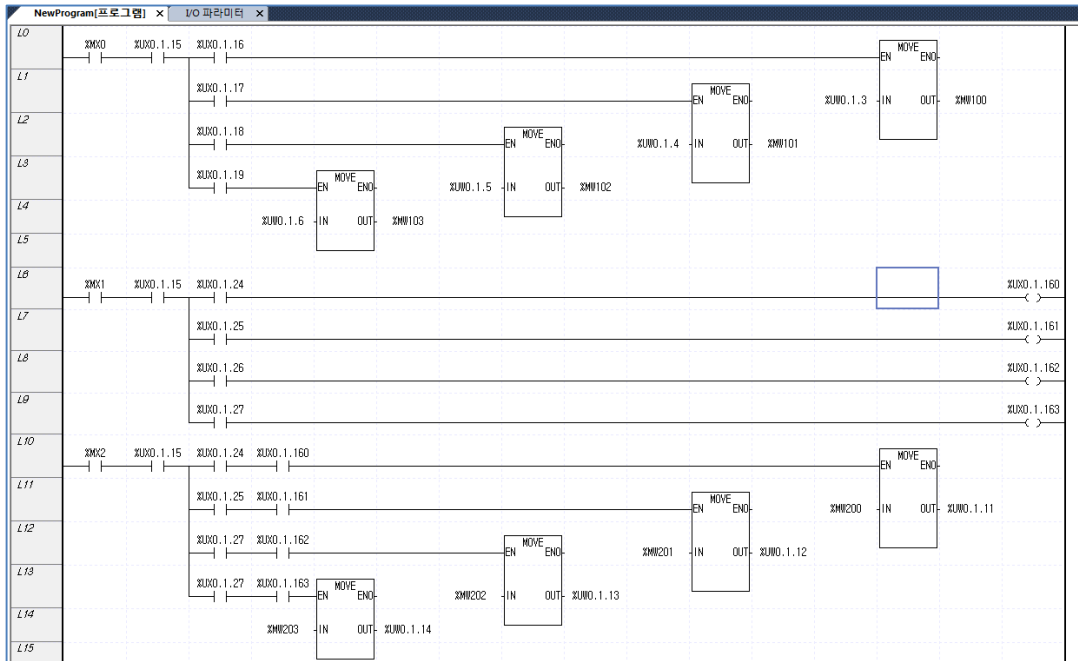 NewProgram[프로그램] × I/O 파라미터 ×
L0
%MX0 %UX0.1.15 %UX0.1.16
MOVE
EN ENO
L1
%UX0.1.17
MOVE
EN ENO
%UW0.1.3 IN OUT %MW100
L2
%UX0.1.18
MOVE
EN ENO
%UW0.1.4 IN OUT %MW101
L3
%UX0.1.19
MOVE
EN ENO
%UW0.1.5 IN OUT %MW102
L4
%UW0.1.6 IN OUT %MW103
L5
L6
%MX1 %UX0.1.15 %UX0.1.24 %UX0.1.160
L7
%UX0.1.25 %UX0.1.161
L8
%UX0.1.26 %UX0.1.162
L9
%UX0.1.27 %UX0.1.163
L10
%MX2 %UX0.1.15 %UX0.1.24 %UX0.1.160
MOVE
EN ENO
L11
%UX0.1.25 %UX0.1.161
MOVE
EN ENO
%MW200 IN OUT %UW0.1.11
L12
%UX0.1.27 %UX0.1.162
MOVE
EN ENO
%MW201 IN OUT %UW0.1.12
L13
%UX0.1.27 %UX0.1.163
MOVE
EN ENO
%MW202 IN OUT %UW0.1.13
L14
%MW203 IN OUT %UW0.1.14
L15